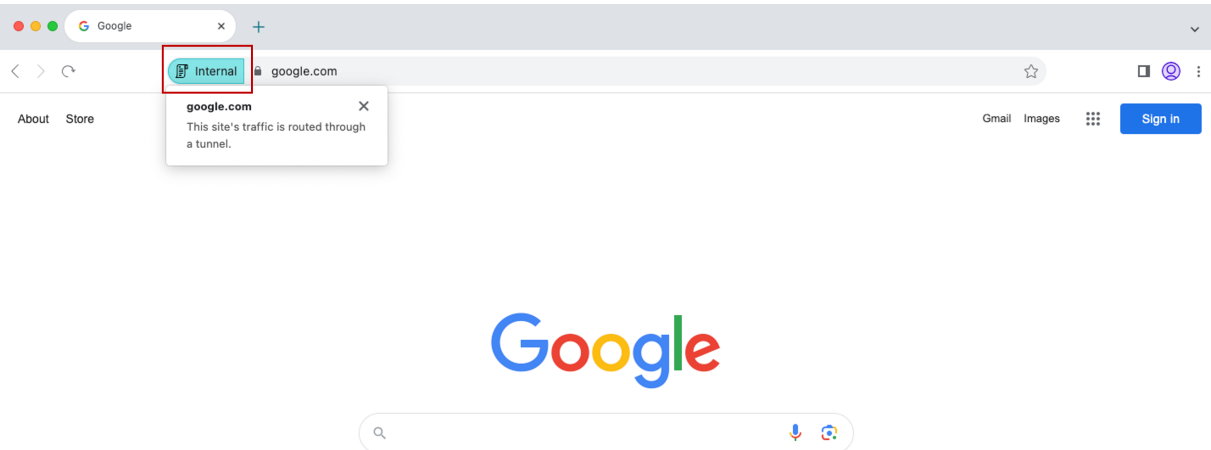 Google
Internal
google.com
google.com
This site's traffic is routed through
a tunnel.
About
Store
Gmail
Images
Sign in
Google